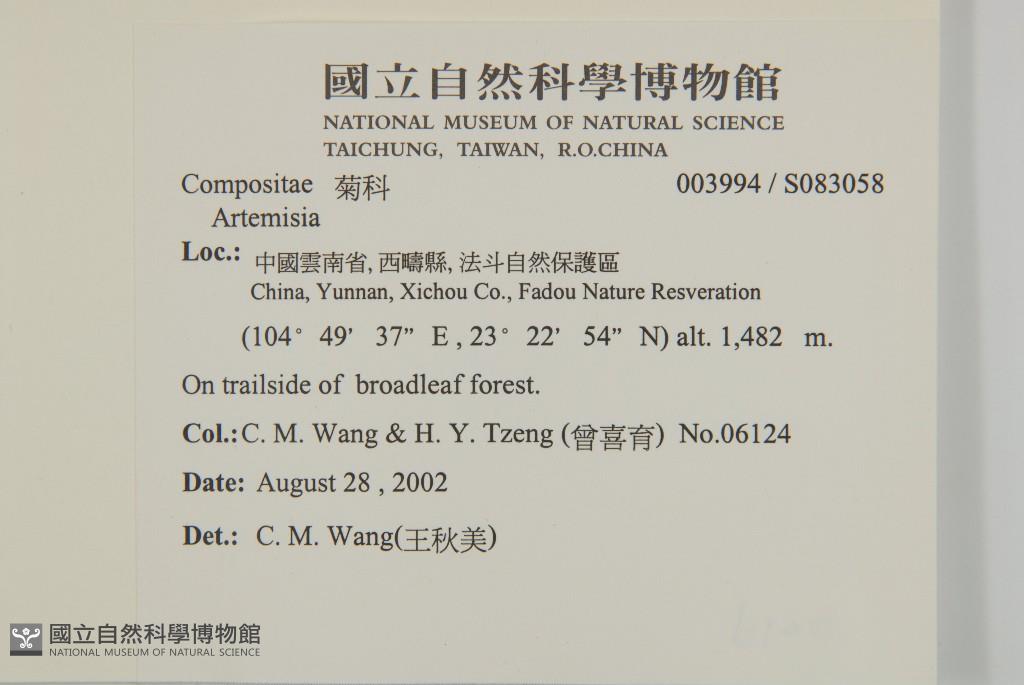 國立自然科學博物館
NATIONAL MUSEUM OF NATURAL SCIENCE
TAICHUNG, TAIWAN, R.O.CHINA
Compositae 菊科 003994 / S083058
Artemisia
Loc.: 中國雲南省, 西疇縣, 法斗自然保護區
China, Yunnan, Xichou Co., Fadou Nature Resveration
(104° 49' 37" E , 23° 22' 54" N) alt. 1,482 m.
On trailside of broadleaf forest.
Col.: C. M. Wang & H. Y. Tzeng (曾喜育) No.06124
Date: August 28 , 2002
Det.: C. M. Wang(王秋美)
國立自然科學博物館
NATIONAL MUSEUM OF NATURAL SCIENCE